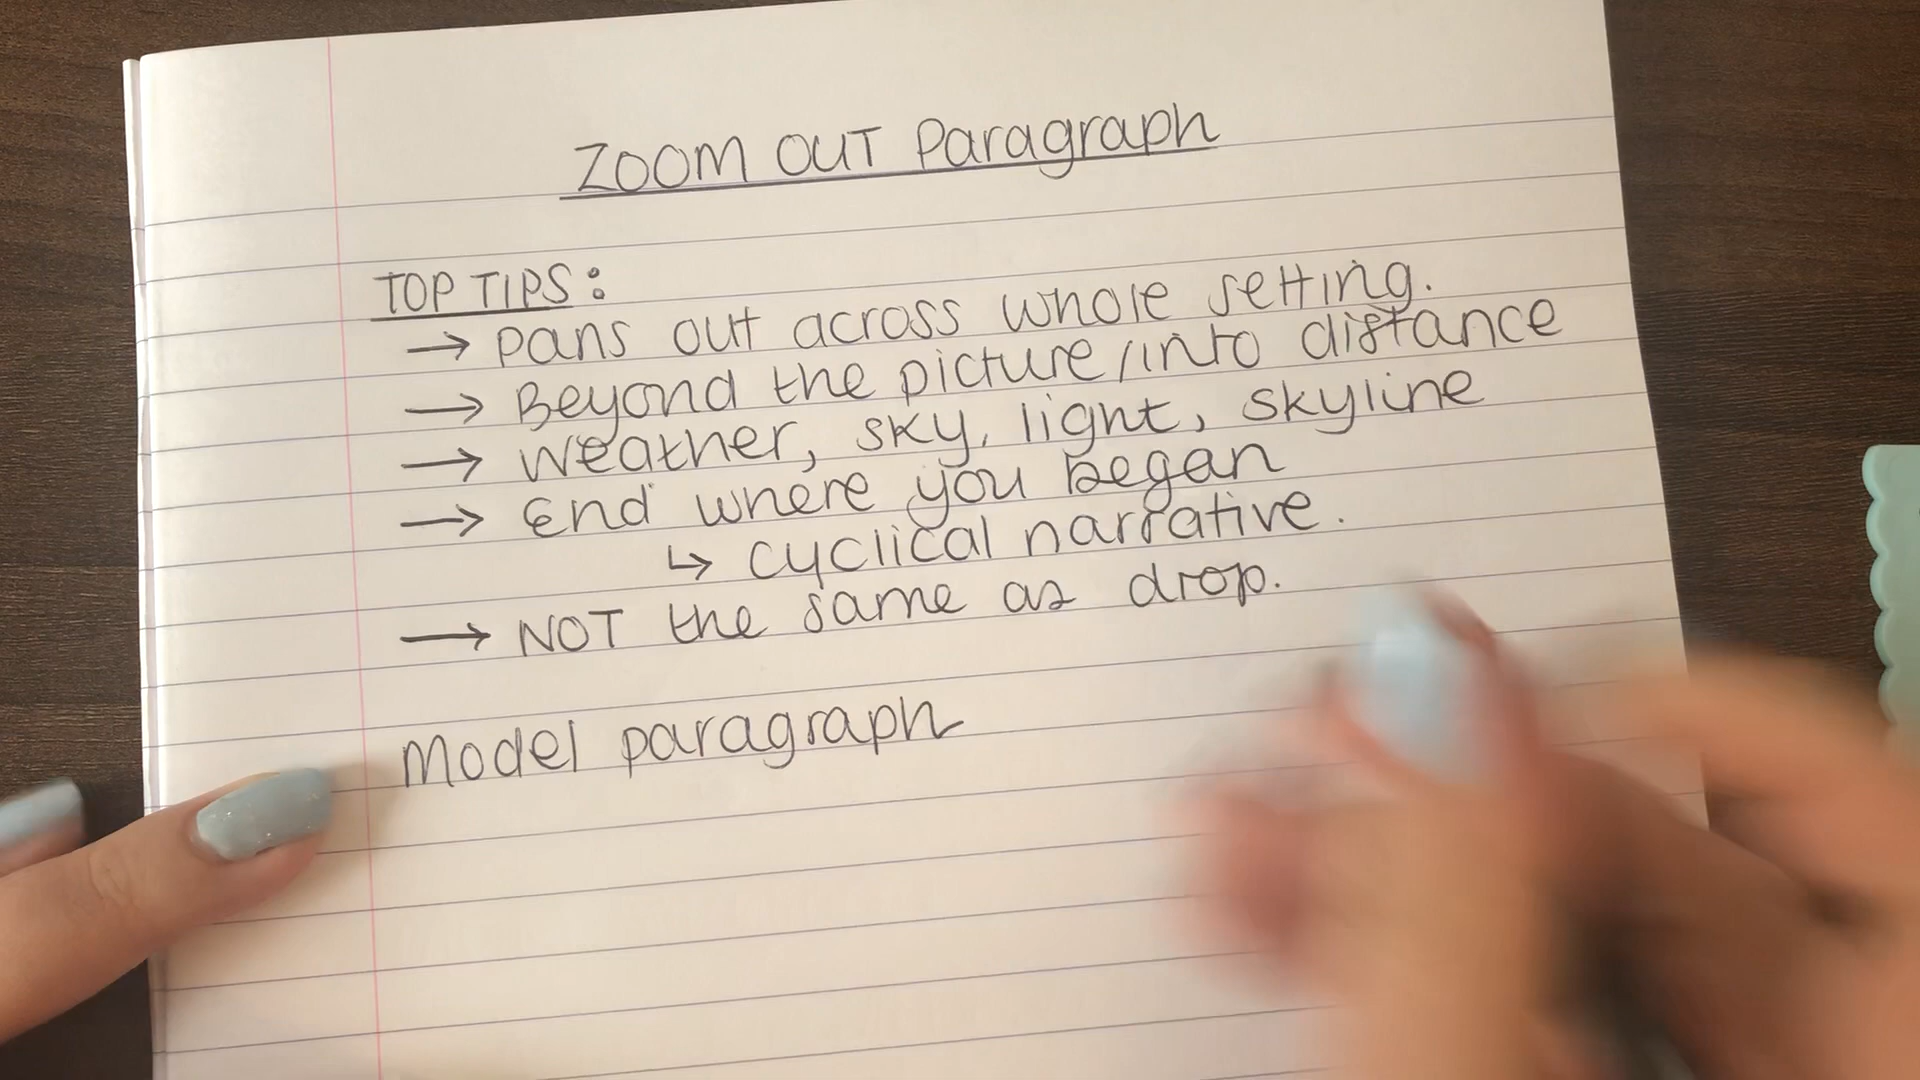 ZOOM OUT Paragraph
TOP TIPS:
→ pans out across whole setting.
→ Beyond the picture/into distance
→ weather, sky, light, skyline
→ End where you began
↳ cyclical narrative.
→ NOT the same as drop.
Model paragraph